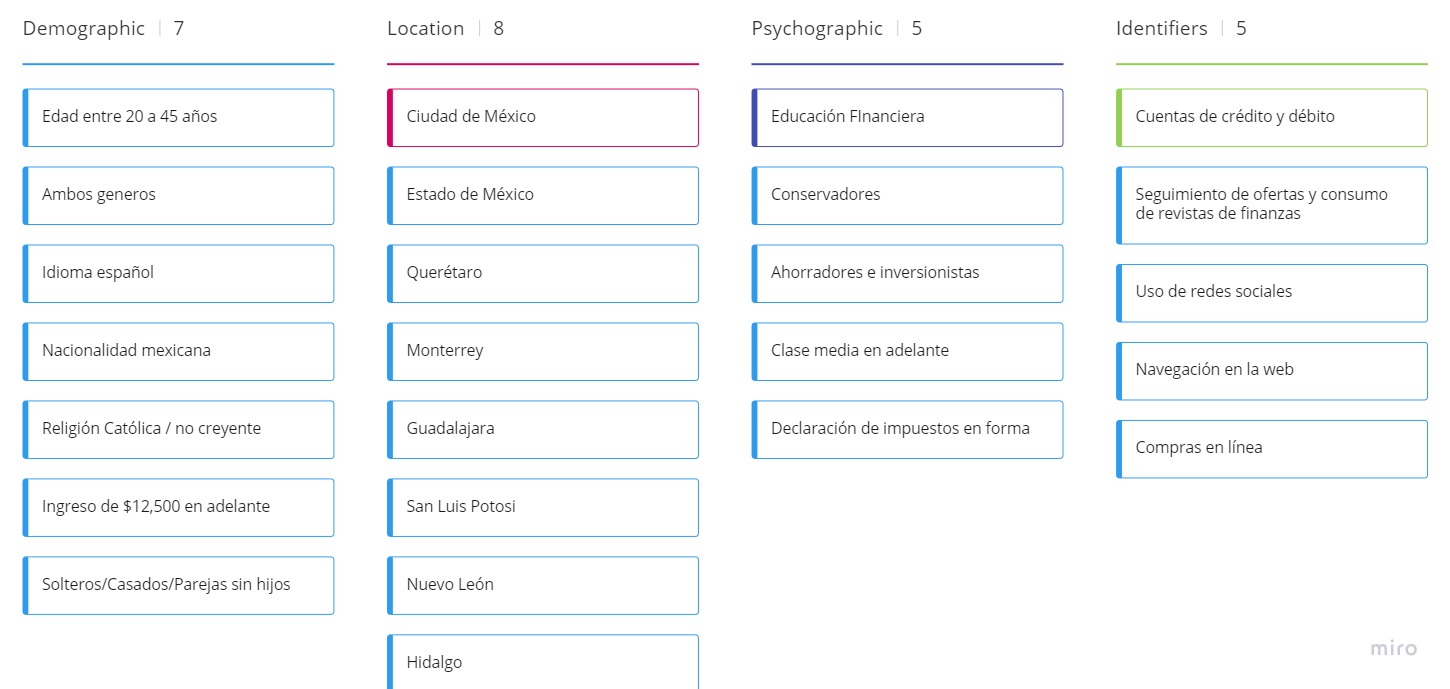 Demographic | 7
Edad entre 20 a 45 años
Ambos generos
Idioma español
Nacionalidad mexicana
Religión Católica / no creyente
Ingreso de $12,500 en adelante
Solteros/Casados/Parejas sin hijos
Location | 8
Ciudad de México
Estado de México
Querétaro
Monterrey
Guadalajara
San Luis Potosi
Nuevo León
Hidalgo
Psychographic | 5
Educación FInanciera
Conservadores
Ahorradores e inversionistas
Clase media en adelante
Declaración de impuestos en forma
Identifiers | 5
Cuentas de crédito y débito
Seguimiento de ofertas y consumo
de revistas de finanzas
Uso de redes sociales
Navegación en la web
Compras en línea
miro